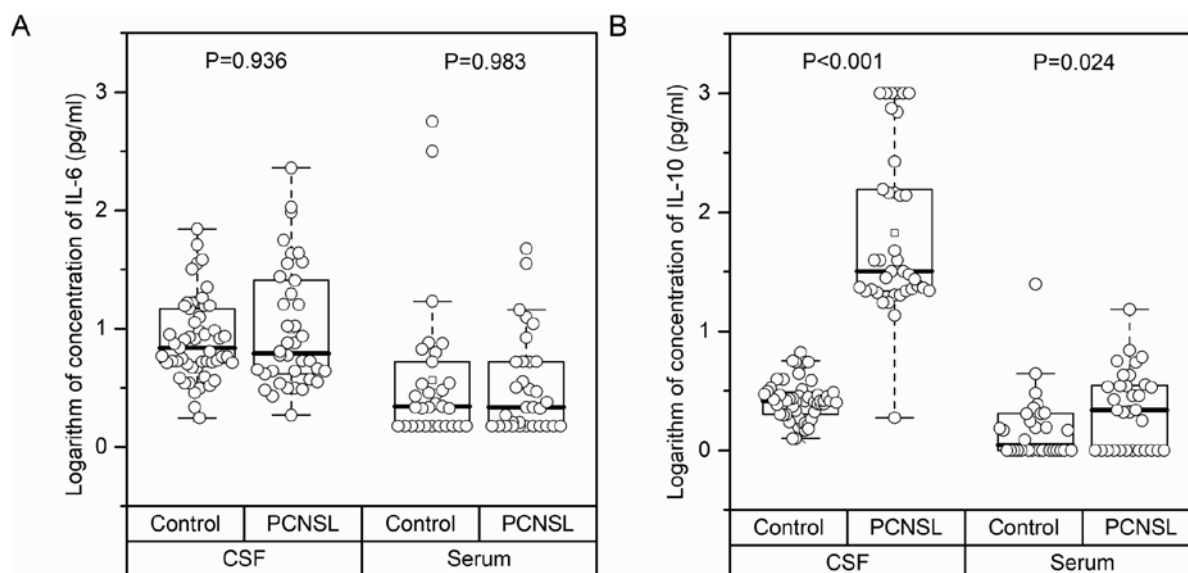 A
P=0.936
P=0.983
Logarithm of concentration of IL-6 (pg/ml)
3
2
1
0
Control
PCNSL
Control
PCNSL
CSF
Serum
B
P<0.001
P=0.024
Logarithm of concentration of IL-10 (pg/ml)
3
2
1
0
Control
PCNSL
Control
PCNSL
CSF
Serum